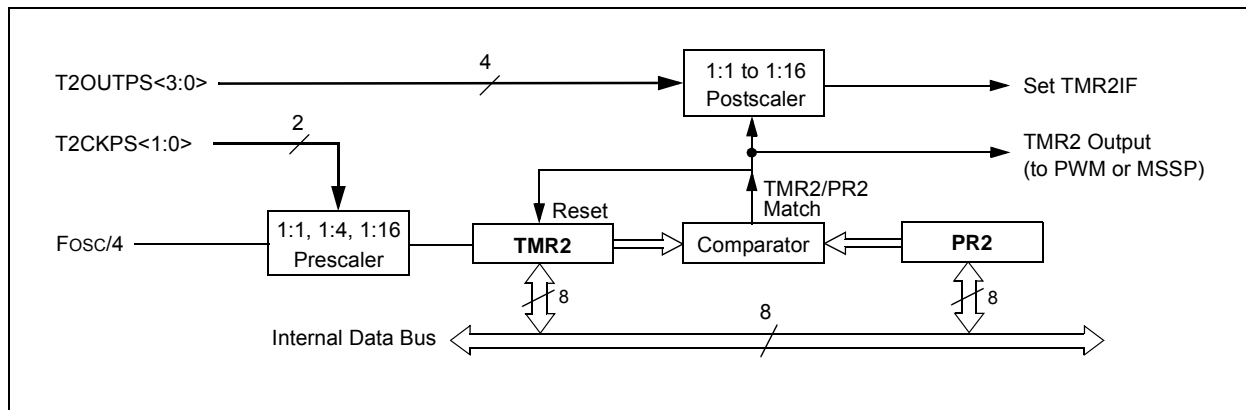 T2OUTPS<3:0>
4
1:1 to 1:16
Postscaler
Set TMR2IF
T2CKPS<1:0>
2
TMR2 Output
(to PWM or MSSP)
TMR2/PR2
Match
Reset
FOSC/4
1:1, 1:4, 1:16
Prescaler
TMR2
Comparator
PR2
8
8
8
Internal Data Bus